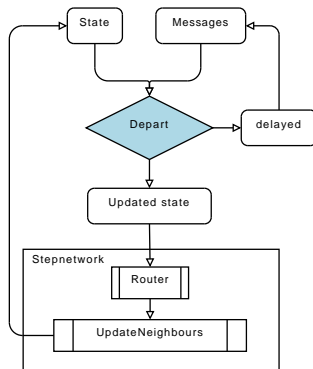 State
Messages
Depart
delayed
Updated state
Stepnetwork
Router
UpdateNeighbours